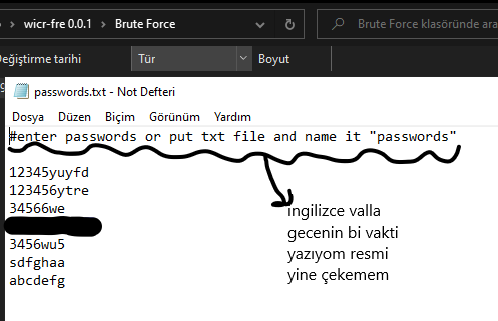 wicr-fre 0.0.1 > Brute Force
Brute Force klasöründe ara
Değiştirme tarihi Tür Boyut
passwords.txt - Not Defteri
Dosya Düzen Biçim Görünüm Yardım
#enter passwords or put txt file and name it "passwords"
12345yuyfd
123456ytre
34566we
3456wu5
sdfghaa
abcdefg
ingilizce valla
gecenin bi vakti
yazıyom resmi
yine çekemem